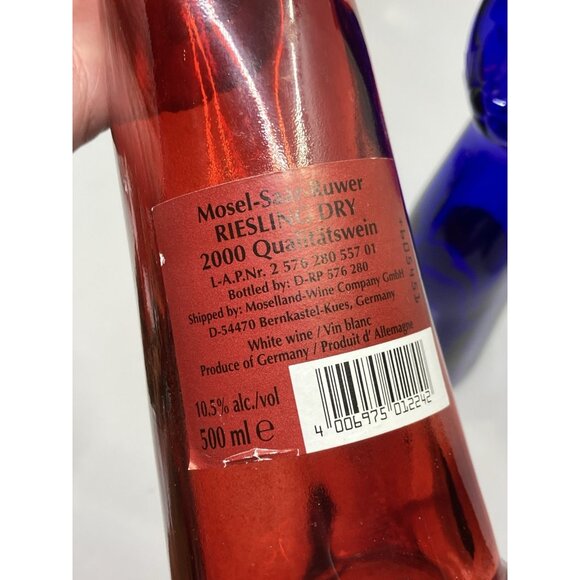 Mosel-Saar-Ruwer
RIESLING DRY
2000 Qualitätswein
L-A.P.Nr. 2 576 280 557 01
Bottled by: D-RP 576 280
Shipped by: Moselland-Wine Company GmbH
D-54470 Bernkastel-Kues, Germany
White wine / Vin blanc
Produce of Germany / Produit d' Allemagne
10.5% alc./vol
500 ml e
4 006975 012242